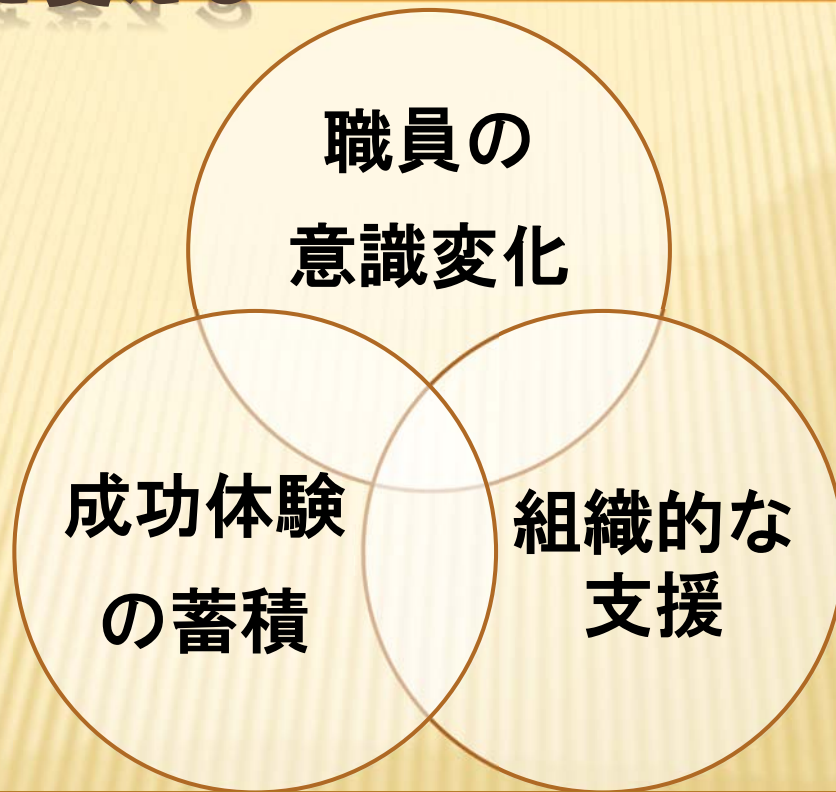 職員の
意識変化
成功体験
の蓄積
組織的な
支援